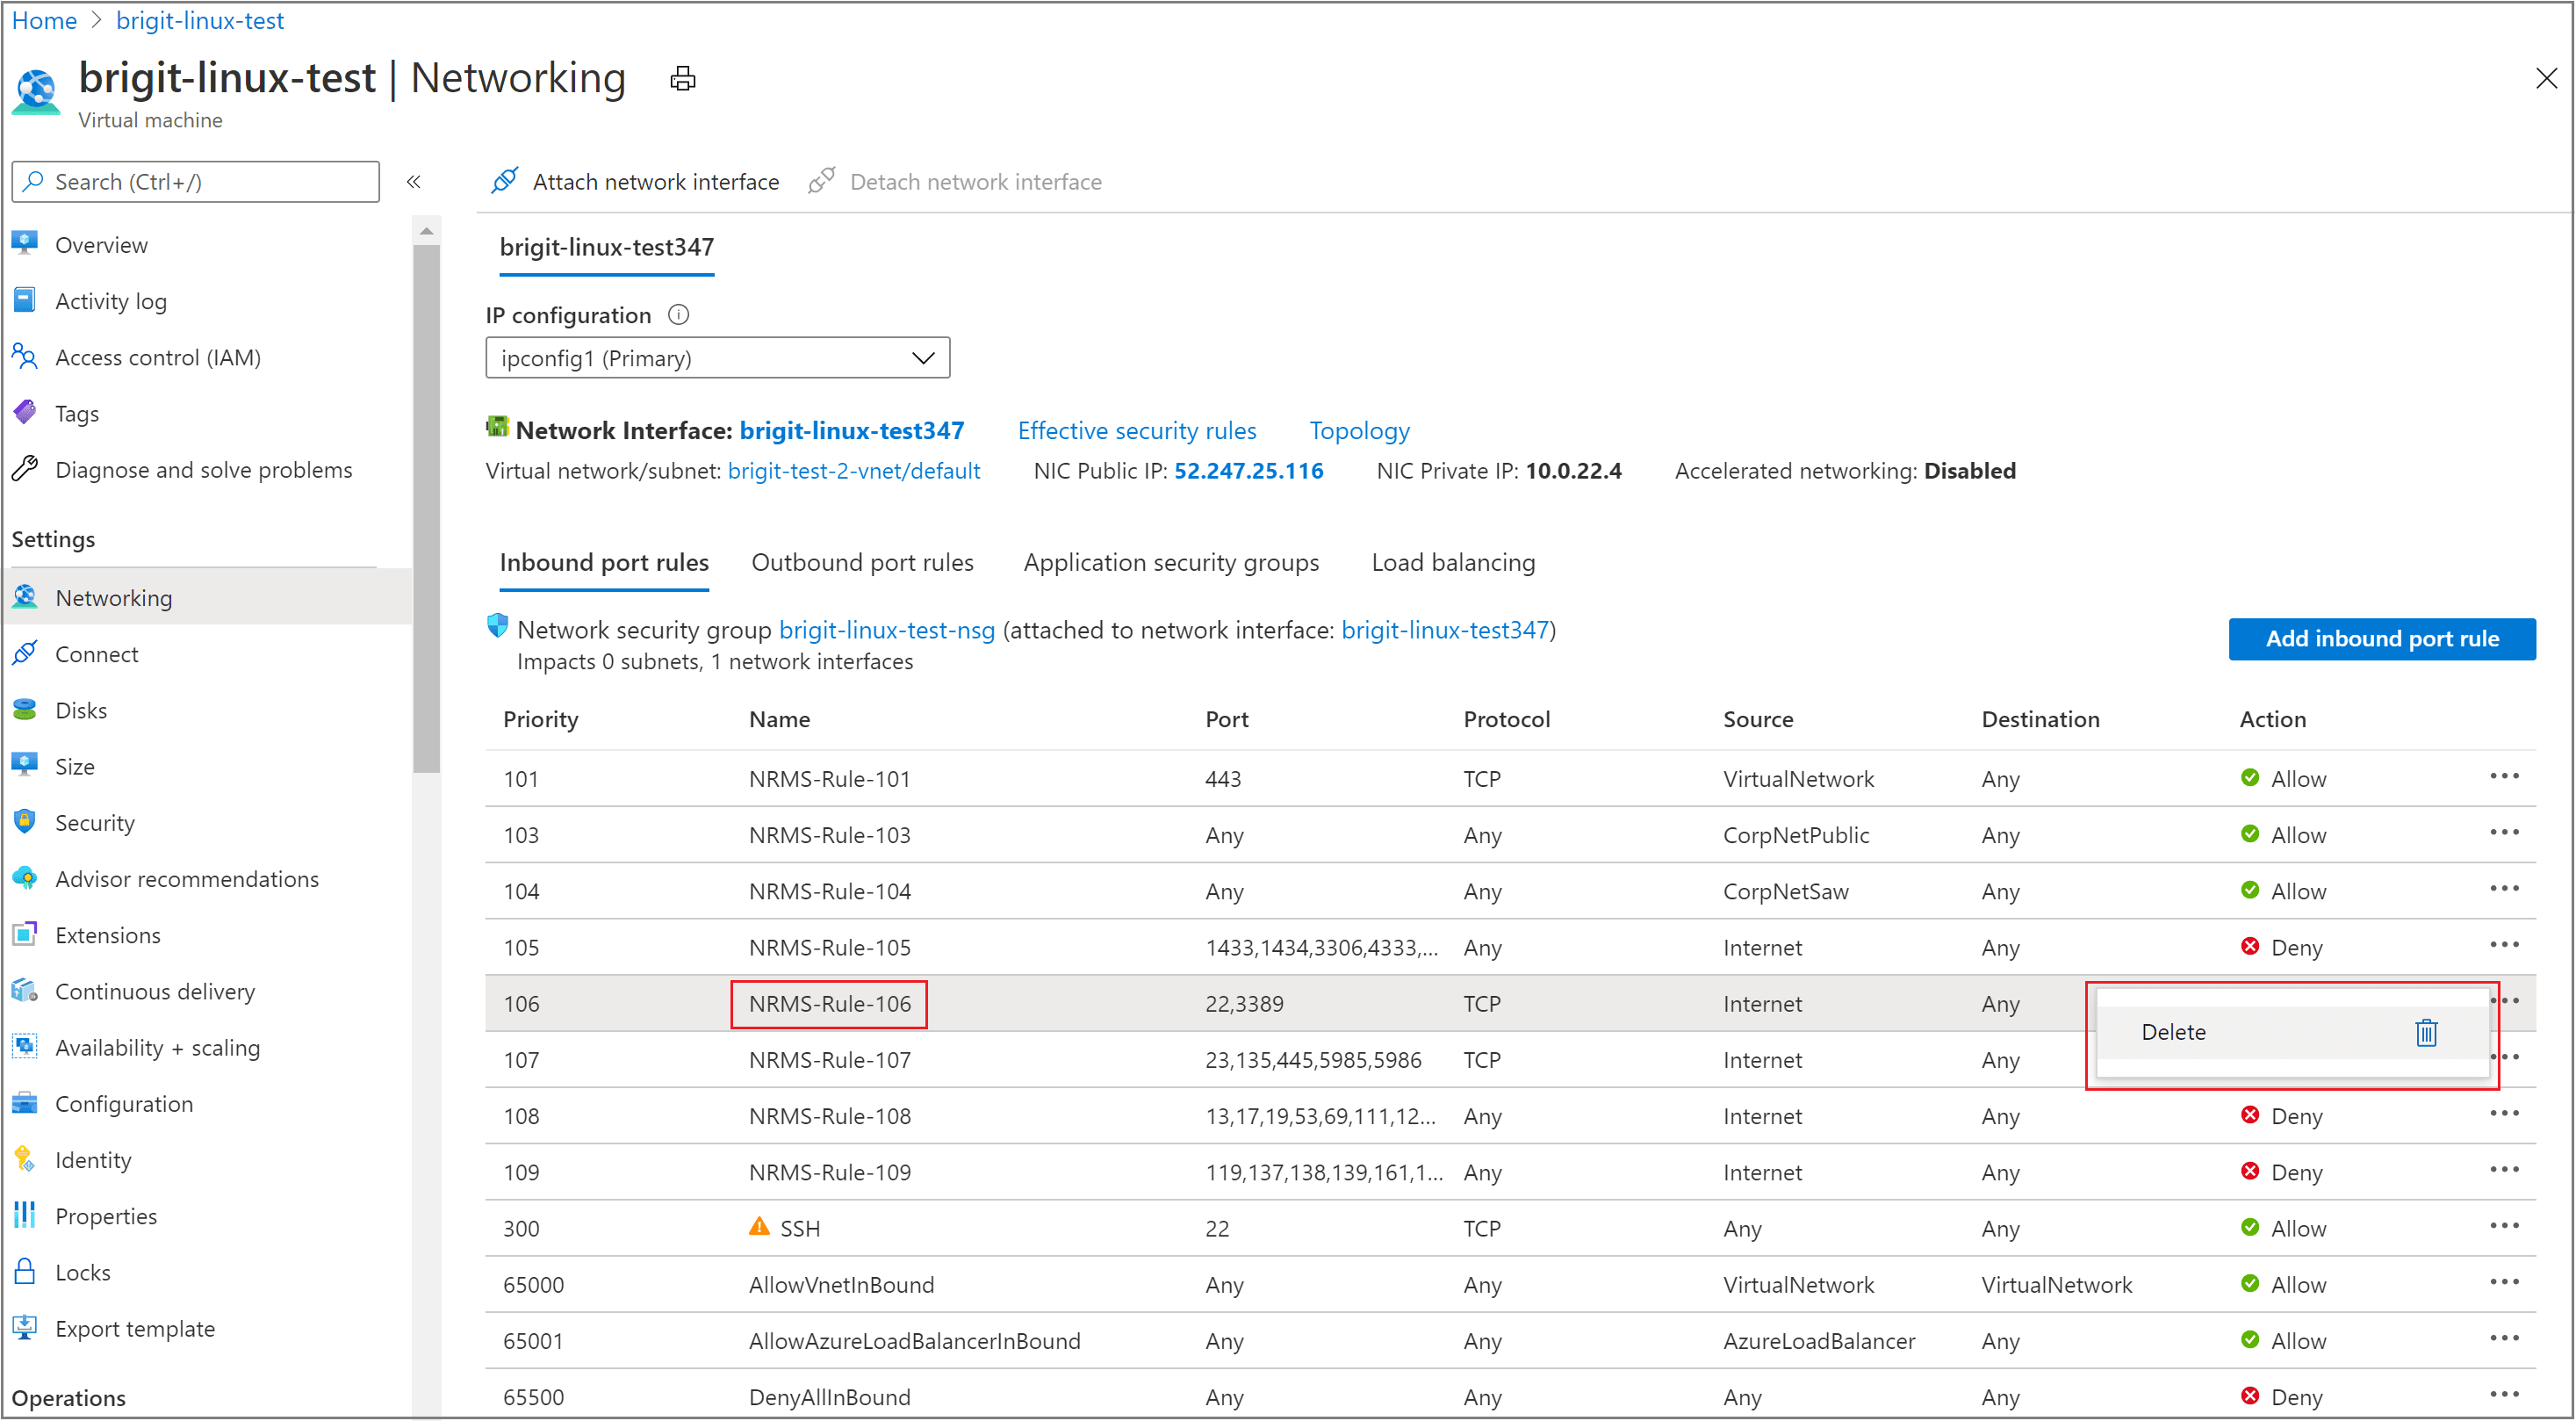 Home > brigit-linux-test
brigit-linux-test | Networking
Virtual machine
Search (Ctrl+/)
«
Overview
Activity log
Access control (IAM)
Tags
Diagnose and solve problems
Settings
Networking
Connect
Disks
Size
Security
Advisor recommendations
Extensions
Continuous delivery
Availability + scaling
Configuration
Identity
Properties
Locks
Export template
Operations
Attach network interface Detach network interface
brigit-linux-test347
IP configuration
ipconfig1 (Primary)
Network Interface: brigit-linux-test347 Effective security rules Topology
Virtual network/subnet: brigit-test-2-vnet/default NIC Public IP: 52.247.25.116 NIC Private IP: 10.0.22.4 Accelerated networking: Disabled
Inbound port rules Outbound port rules Application security groups Load balancing
Network security group brigit-linux-test-nsg (attached to network interface: brigit-linux-test347)
Impacts 0 subnets, 1 network interfaces
Add inbound port rule
Priority Name Port Protocol Source Destination Action
101 NRMS-Rule-101 443 TCP VirtualNetwork Any Allow ...
103 NRMS-Rule-103 Any Any CorpNetPublic Any Allow ...
104 NRMS-Rule-104 Any Any CorpNetSaw Any Allow ...
105 NRMS-Rule-105 1433,1434,3306,4333,... Any Internet Any Deny ...
106 NRMS-Rule-106 22,3389 TCP Internet Any ...
Delete
107 NRMS-Rule-107 23,135,445,5985,5986 TCP Internet Any ...
108 NRMS-Rule-108 13,17,19,53,69,111,12... Any Internet Any Deny ...
109 NRMS-Rule-109 119,137,138,139,161,1... Any Internet Any Deny ...
300 SSH 22 TCP Any Any Allow ...
65000 AllowVnetInBound Any Any VirtualNetwork VirtualNetwork Allow ...
65001 AllowAzureLoadBalancerInBound Any Any AzureLoadBalancer Any Allow ...
65500 DenyAllInBound Any Any Any Any Deny ...